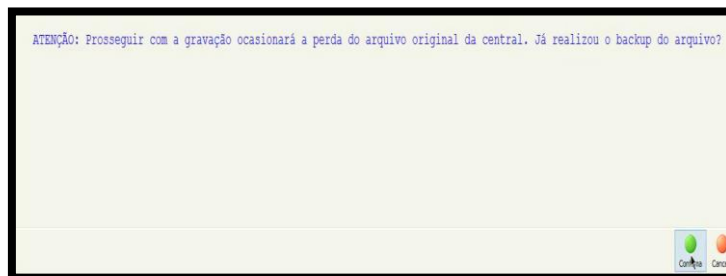 ATENÇÃO: Prosseguir com a gravação ocasionará a perda do arquivo original da central. Já realizou o backup do arquivo?